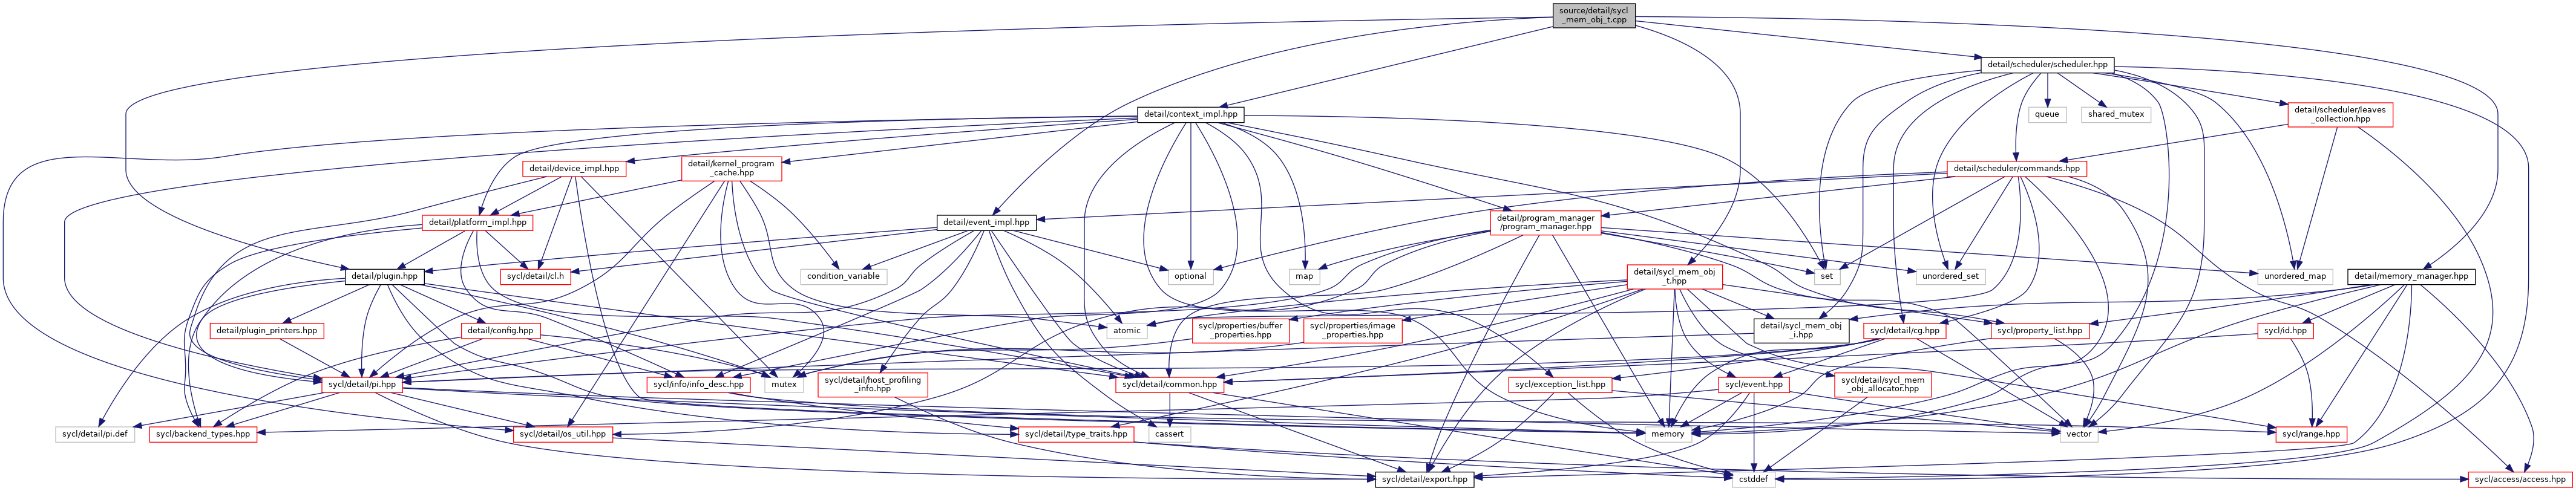 source/detail/sycl
_mem_obj_t.cpp
detail/scheduler/scheduler.hpp
detail/context_impl.hpp
queue
shared_mutex
detail/scheduler/leaves
_collection.hpp
detail/device_impl.hpp
detail/kernel_program
_cache.hpp
detail/scheduler/commands.hpp
detail/platform_impl.hpp
detail/event_impl.hpp
detail/program_manager
/program_manager.hpp
detail/plugin.hpp
sycl/detail/cl.h
condition_variable
optional
map
detail/sycl_mem_obj
_t.hpp
set
unordered_set
unordered_map
detail/memory_manager.hpp
detail/plugin_printers.hpp
detail/config.hpp
atomic
sycl/properties/buffer
_properties.hpp
sycl/properties/image
_properties.hpp
detail/sycl_mem_obj
_i.hpp
sycl/detail/cg.hpp
sycl/property_list.hpp
sycl/id.hpp
sycl/detail/pi.hpp
sycl/info/info_desc.hpp
mutex
sycl/detail/host_profiling
_info.hpp
sycl/detail/common.hpp
sycl/exception_list.hpp
sycl/event.hpp
sycl/detail/sycl_mem
_obj_allocator.hpp
sycl/detail/pi.def
sycl/backend_types.hpp
sycl/detail/os_util.hpp
sycl/detail/type_traits.hpp
cassert
memory
vector
sycl/range.hpp
sycl/detail/export.hpp
cstddef
sycl/access/access.hpp